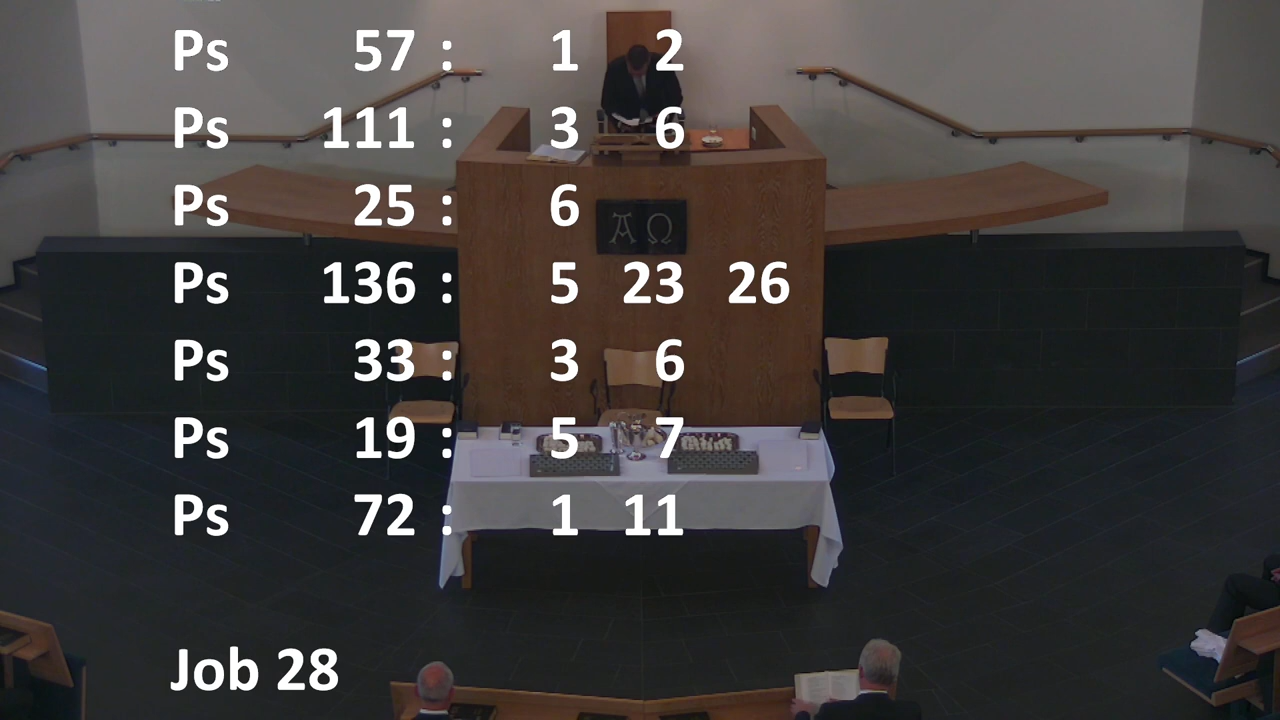 Ps 57 : 1 2
Ps 111 : 3 6
Ps 25 : 6
Ps 136 : 5 23 26
Ps 33 : 3 6
Ps 19 : 5 7
Ps 72 : 1 11
Job 28
Α Ω